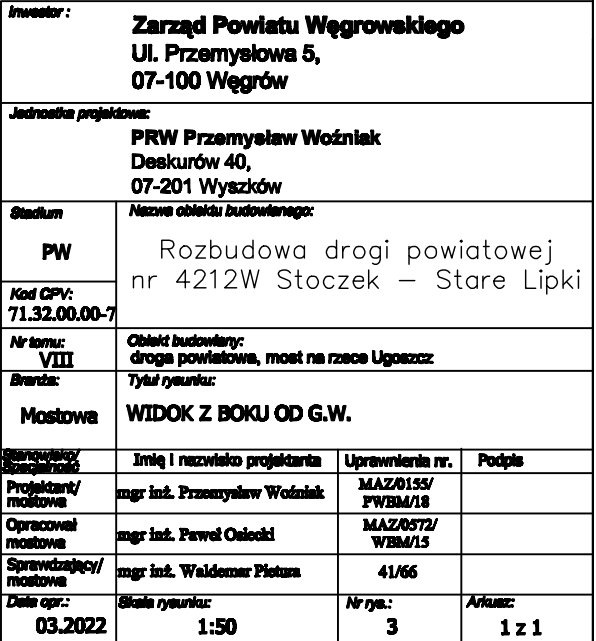 Inwestor :
Zarząd Powiatu Węgrowskiego
Ul. Przemysłowa 5,
07-100 Węgrów
Jednostka projektowa:
PRW Przemysław Woźniak
Deskurów 40,
07-201 Wyszków
Stadium
PW
Nazwa obiektu budowlanego:
Rozbudowa drogi powiatowej
nr 4212W Stoczek – Stare Lipki
Kod CPV:
71.32.00.00-7
Nr tomu:
VIII
Obiekt budowlany:
droga powiatowa, most na rzece Ugoszcz
Branża:
Mostowa
Tytuł rysunku:
WIDOK Z BOKU OD G.W.
Stanowisko/ Specjalność Imię i nazwisko projektanta Uprawnienia nr. Podpis
Projektant/ mostowa mgr inż. Przemysław Woźniak MAZ/0155/ PWBM/18
Opracował mostowa mgr inż. Paweł Osiecki MAZ/0572/ WBM/15
Sprawdzający/ mostowa mgr inż. Waldemar Pietura 41/66
Data opr.: Skala rysunku: Nr rys.: Arkusz:
03.2022 1:50 3 1 z 1